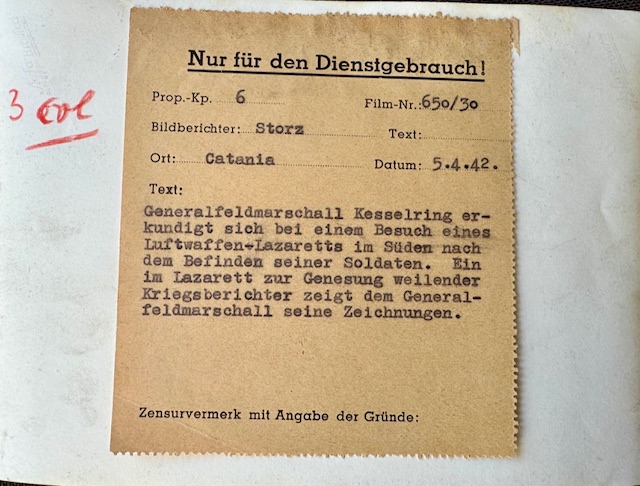 Nur für den Dienstgebrauch!
3 col
Prop.-Kp. 6 Film-Nr.: 650/30
Bildberichter: Storz Text:
Ort: Catania Datum: 5.4.42.
Text:
Generalfeldmarschall Kesselring er-
kundigt sich bei einem Besuch eines
Luftwaffen-Lazaretts im Süden nach
dem Befinden seiner Soldaten. Ein
im Lazarett zur Genesung weilender
Kriegsberichter zeigt dem General-
feldmarschall seine Zeichnungen.
Zensurvermerk mit Angabe der Gründe: